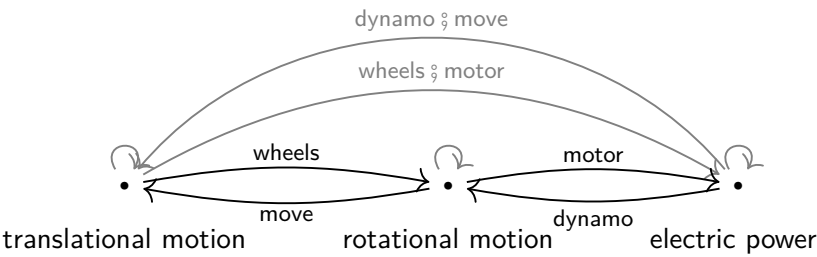 dynamo ⨾ move
wheels ⨾ motor
wheels
motor
move
dynamo
translational motion
rotational motion
electric power